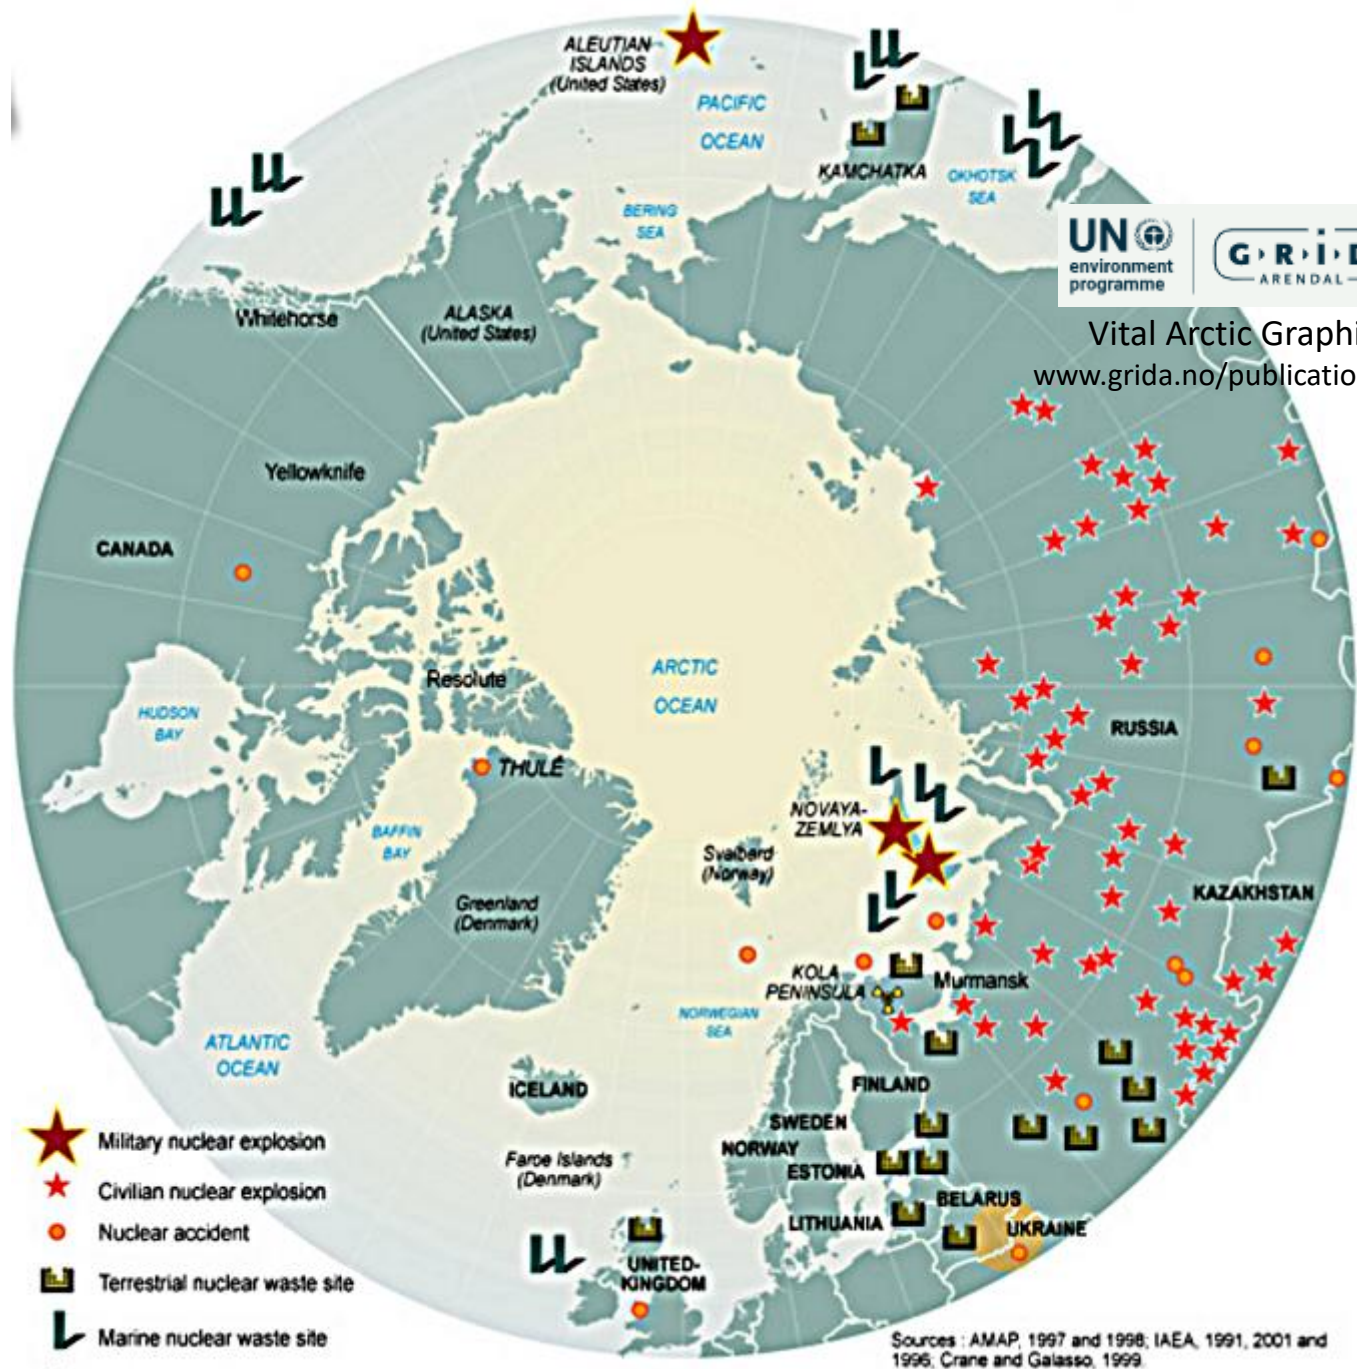 ALEUTIAN
ISLANDS
(United States)
PACIFIC
OCEAN
KAMCHATKA
OKHOTSK
SEA
BERING
SEA
UN
environment
programme
G·R·I·D
ARENDAL
Vital Arctic Graphi
www.grida.no/publicatio
Whitehorse
ALASKA
(United States)
Yellowknife
CANADA
ARCTIC
OCEAN
Resolute
HUDSON
BAY
RUSSIA
THULÉ
NOVAYA-
ZEMLYA
BAFFIN
BAY
Svalbard
(Norway)
KAZAKHSTAN
Greenland
(Denmark)
KOLA
PENINSULA
Murmansk
NORWEGIAN
SEA
ATLANTIC
OCEAN
ICELAND
FINLAND
SWEDEN
NORWAY
Faroe Islands
(Denmark)
ESTONIA
BELARUS
LITHUANIA
UKRAINE
UNITED-
KINGDOM
Military nuclear explosion
Civilian nuclear explosion
Nuclear accident
Terrestrial nuclear waste site
Marine nuclear waste site
Sources : AMAP, 1997 and 1998; IAEA, 1991, 2001 and
1996; Crane and Galasso, 1999.